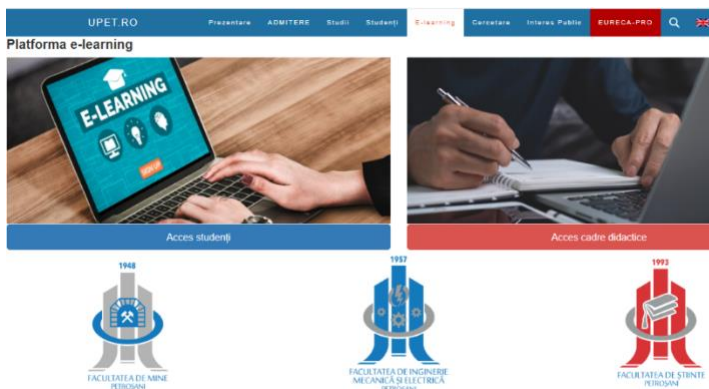 UPET.RO
Prezentare ADMITERE Studii Studenți E-learning Cercetare Interes Public EURECA-PRO
Platforma e-learning
E-LEARNING
SIGN UP
Acces studenți
Acces cadre didactice
1948
FACULTATEA DE MINE
PETROȘANI
1957
FACULTATEA DE INGINERIE
MECANICĂ ȘI ELECTRICĂ
PETROȘANI
1993
FACULTATEA DE ȘTIINȚE
PETROȘANI